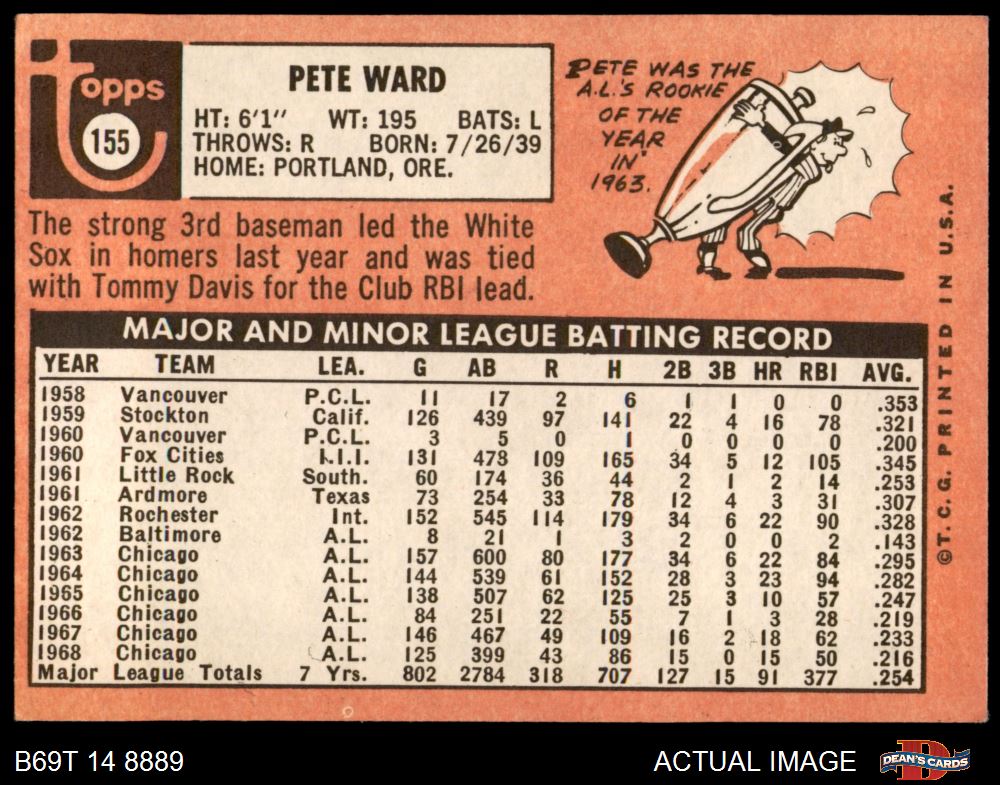 Topps
155
PETE WARD
HT: 6'1" WT: 195 BATS: L
THROWS: R BORN: 7/26/39
HOME: PORTLAND, ORE.
PETE WAS THE
A.L.'S ROOKIE
OF THE
YEAR
IN
1963.
The strong 3rd baseman led the White
Sox in homers last year and was tied
with Tommy Davis for the Club RBI lead.
MAJOR AND MINOR LEAGUE BATTING RECORD
YEAR TEAM LEA. G AB R H 2B 3B HR RBI AVG.
1958 Vancouver P.C.L. 11 17 2 6 1 1 0 0 .353
1959 Stockton Calif. 126 439 97 141 22 4 16 78 .321
1960 Vancouver P.C.L. 3 5 0 1 0 0 0 0 .200
1960 Fox Cities I.I.I. 131 478 109 165 34 5 12 105 .345
1961 Little Rock South. 60 174 36 44 2 1 2 14 .253
1961 Ardmore Texas 73 254 33 78 12 4 3 31 .307
1962 Rochester Int. 152 545 114 179 34 6 22 90 .328
1962 Baltimore A.L. 8 21 1 3 2 0 0 2 .143
1963 Chicago A.L. 157 600 80 177 34 6 22 84 .295
1964 Chicago A.L. 144 539 61 152 28 3 23 94 .282
1965 Chicago A.L. 138 507 62 125 25 3 10 57 .247
1966 Chicago A.L. 84 251 22 55 7 1 3 28 .219
1967 Chicago A.L. 146 467 49 109 16 2 18 62 .233
1968 Chicago A.L. 125 399 43 86 15 0 15 50 .216
Major League Totals 7 Yrs. 802 2784 318 707 127 15 91 377 .254
©T. C. G. PRINTED IN U.S.A.
B69T 14 8889
ACTUAL IMAGE
DEAN'S CARDS